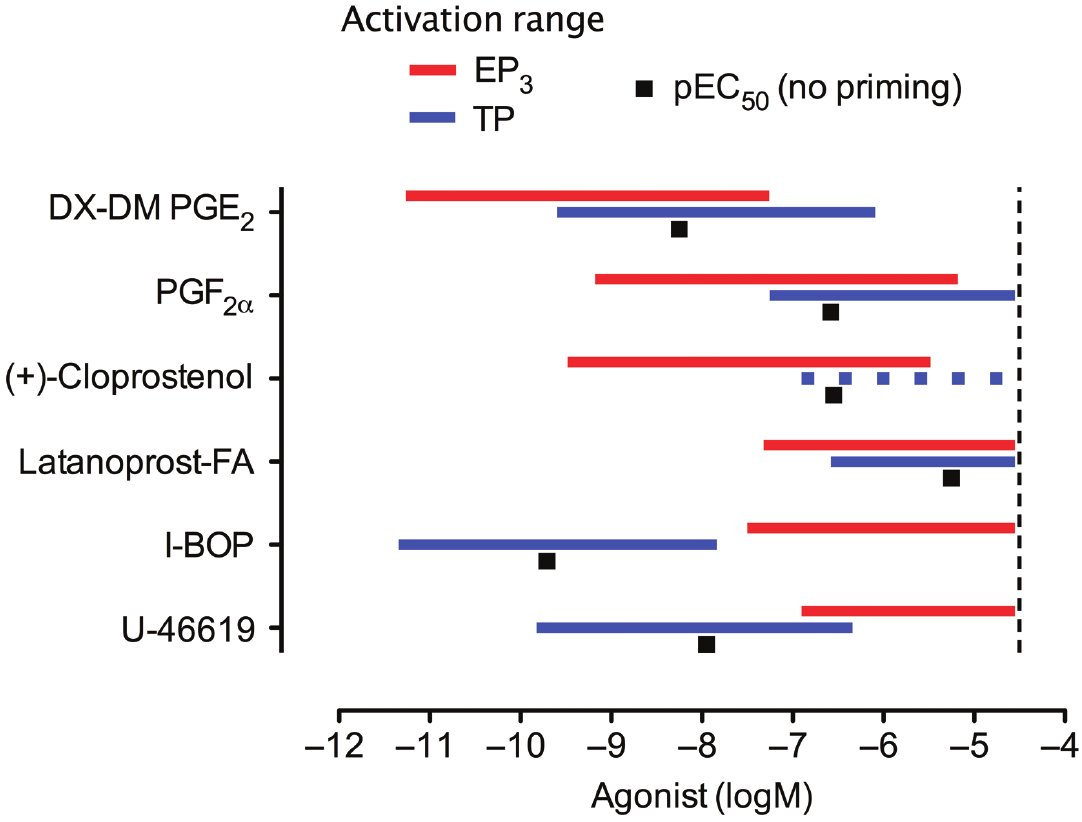 Activation range
EP₃
pEC₅₀ (no priming)
TP
DX-DM PGE₂
PGF₂α
(+)-Cloprostenol
Latanoprost-FA
I-BOP
U-46619
–12 –11 –10 –9 –8 –7 –6 –5 –4
Agonist (logM)